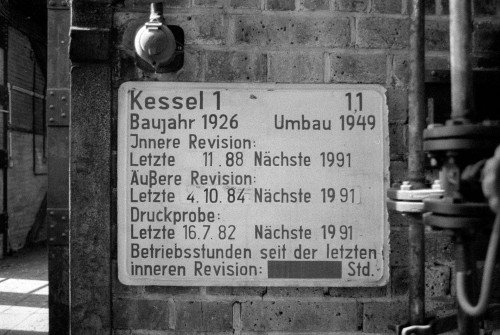 Kessel 1 1,1
Baujahr 1926 Umbau 1949
Innere Revision:
Letzte 11.88 Nächste 1991
Äußere Revision:
Letzte 4.10.84 Nächste 1991
Druckprobe:
Letzte 16.7.82 Nächste 1991
Betriebsstunden seit der letzten
inneren Revision: Std.